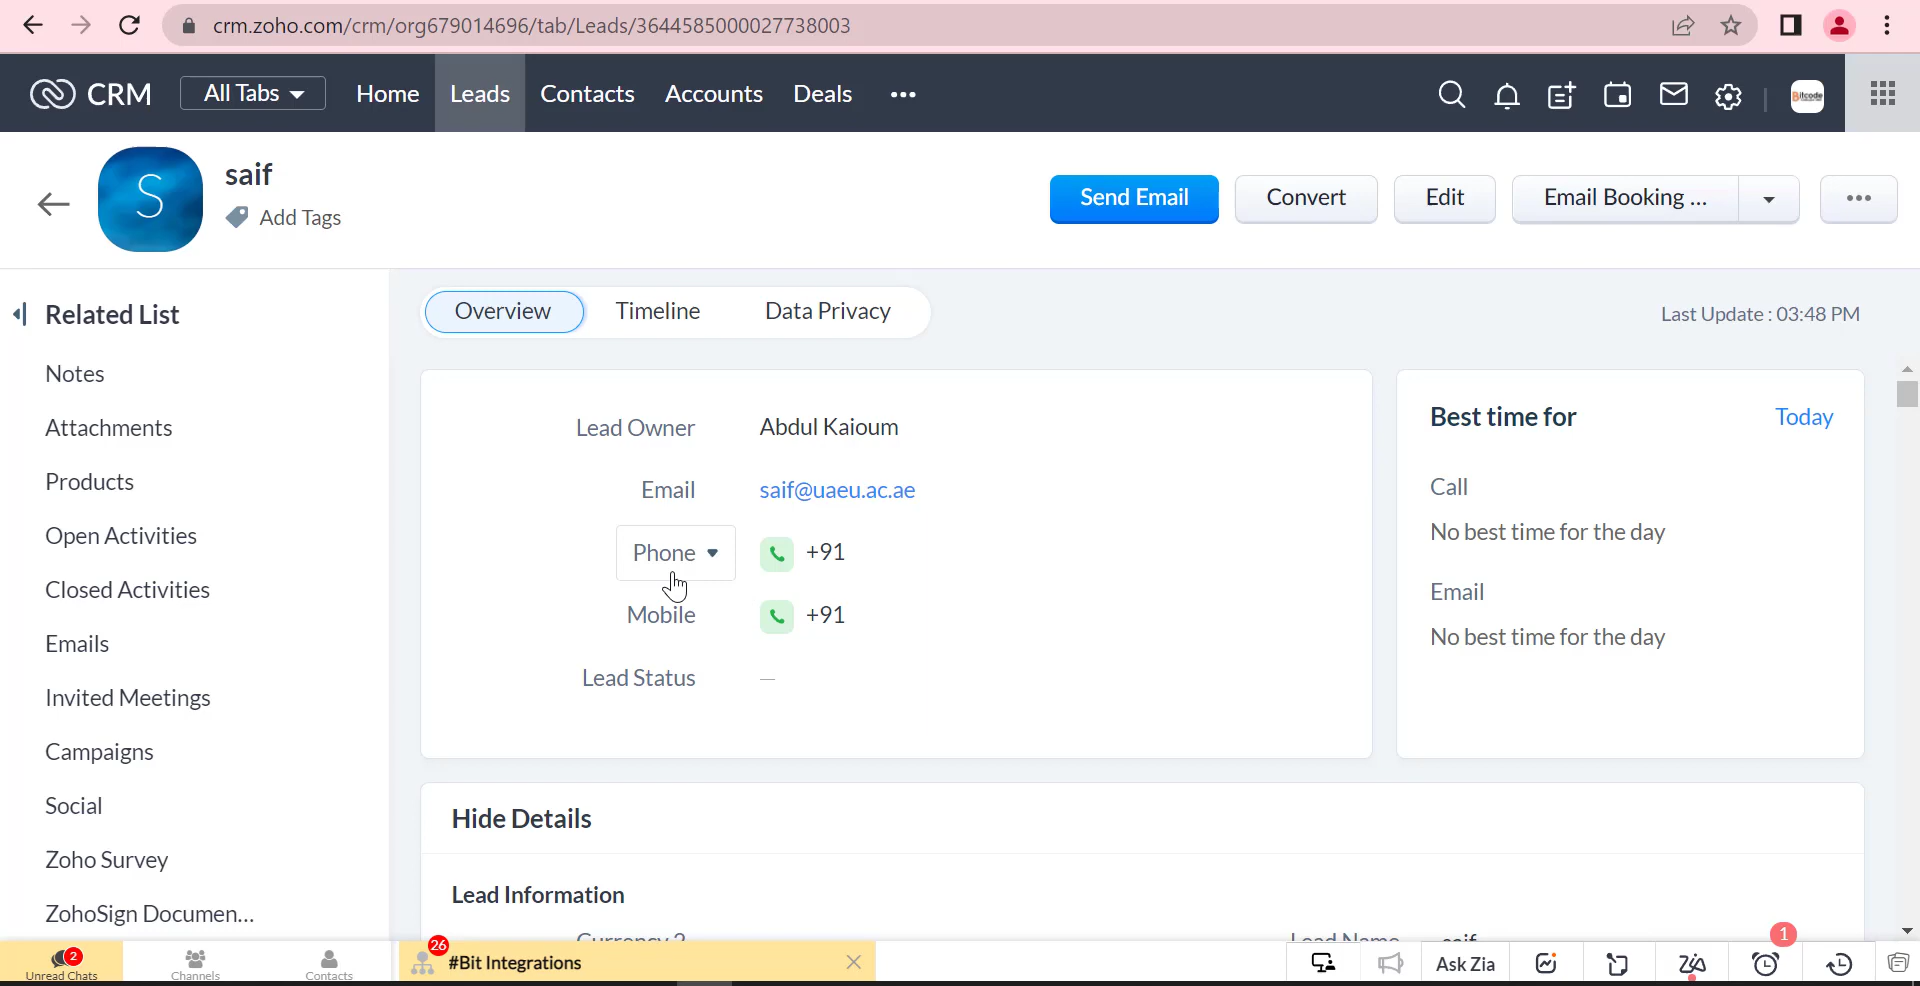 crm.zoho.com/crm/org679014696/tab/Leads/3644585000027738003
CRM All Tabs Home Leads Contacts Accounts Deals ••• Bitcode
S saif
Add Tags
Send Email Convert Edit Email Booking ... •••
Related List
Notes
Attachments
Products
Open Activities
Closed Activities
Emails
Invited Meetings
Campaigns
Social
Zoho Survey
ZohoSign Documen...
Overview Timeline Data Privacy Last Update : 03:48 PM
Lead Owner Abdul Kaioum
Email saif@uaeu.ac.ae
Phone +91
Mobile +91
Lead Status —
Best time for Today
Call
No best time for the day
Email
No best time for the day
Hide Details
Lead Information
Currency 2 Lead Name saif
2 Unread Chats
Channels
Contacts
26 #Bit Integrations
Ask Zia
1